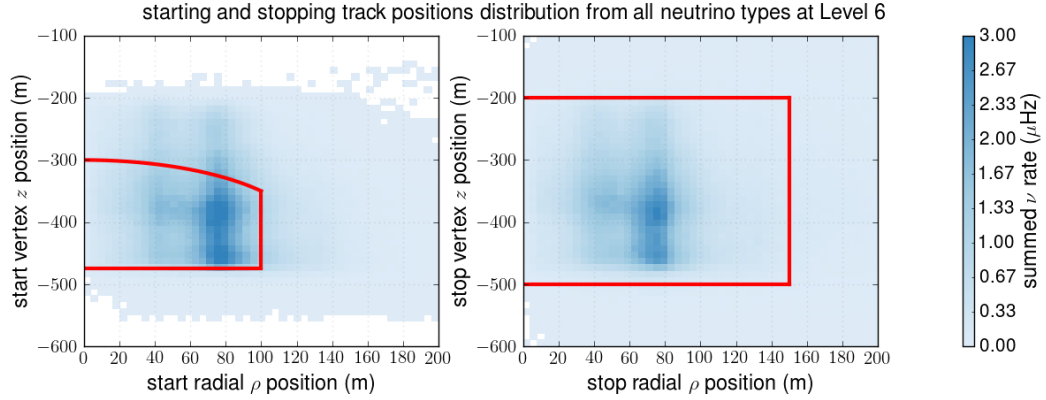 starting and stopping track positions distribution from all neutrino types at Level 6
start vertex z position (m)
−100
−200
−300
−400
−500
−600
0 20 40 60 80 100 120 140 160 180 200
start radial ρ position (m)
stop vertex z position (m)
−100
−200
−300
−400
−500
−600
0 20 40 60 80 100 120 140 160 180 200
stop radial ρ position (m)
3.00
2.67
2.33
2.00
1.67
1.33
1.00
0.67
0.33
0.00
summed ν rate (μHz)